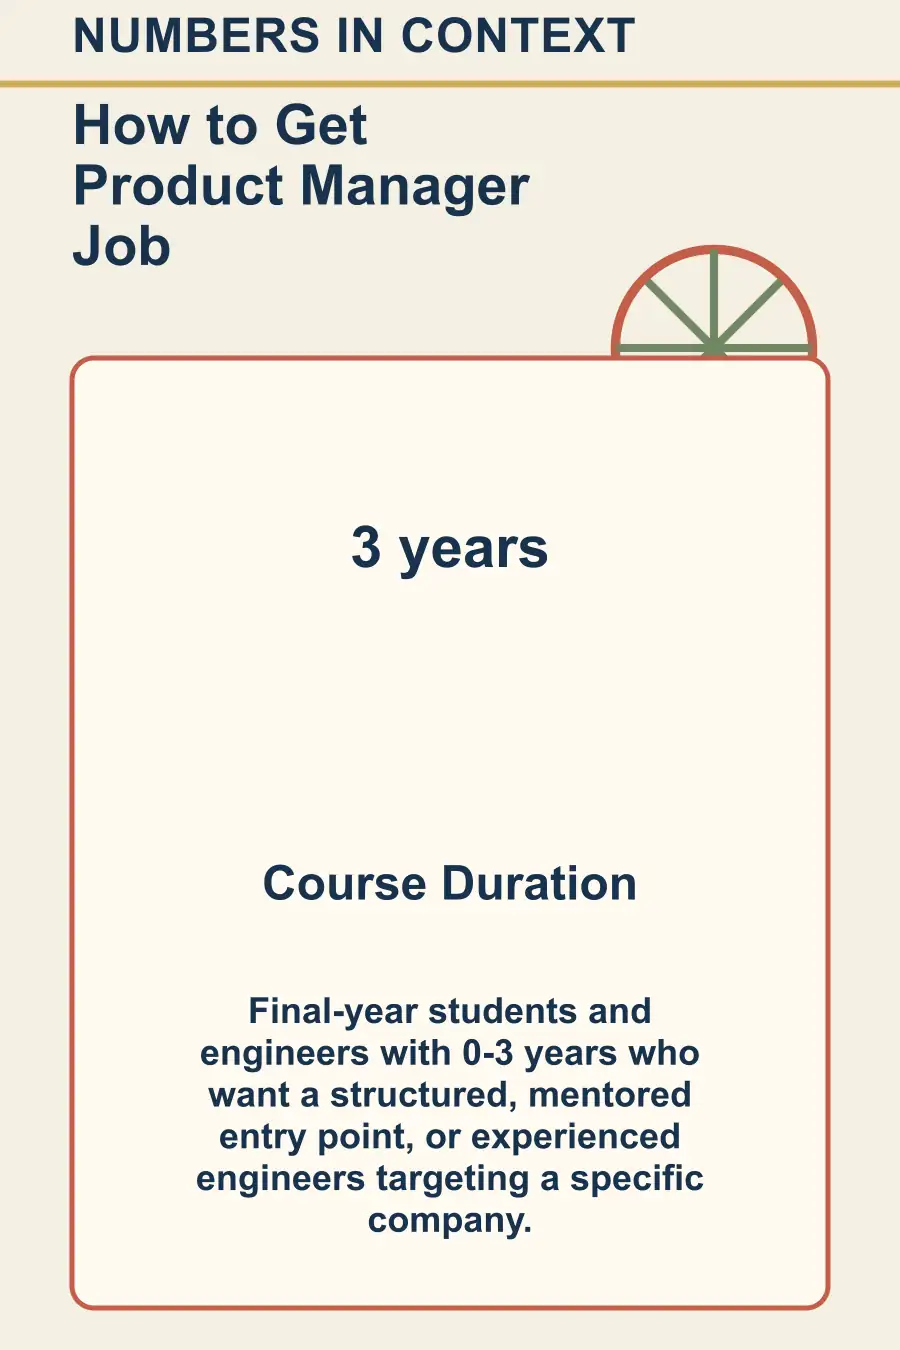 NUMBERS IN CONTEXT
How to Get
Product Manager
Job
3 years
Course Duration
Final-year students and
engineers with 0-3 years who
want a structured, mentored
entry point, or experienced
engineers targeting a specific
company.